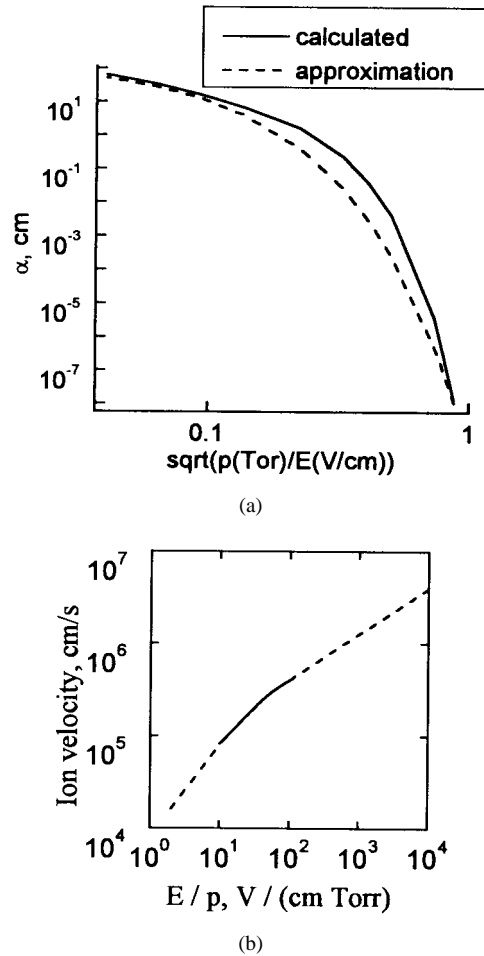 calculated
approximation
10^1
10^-1
10^-3
10^-5
10^-7
α, cm
0.1
1
sqrt(p(Tor)/E(V/cm))
(a)
10^7
10^6
10^5
10^4
Ion velocity, cm/s
10^0
10^1
10^2
10^3
10^4
E / p, V / (cm Torr)
(b)